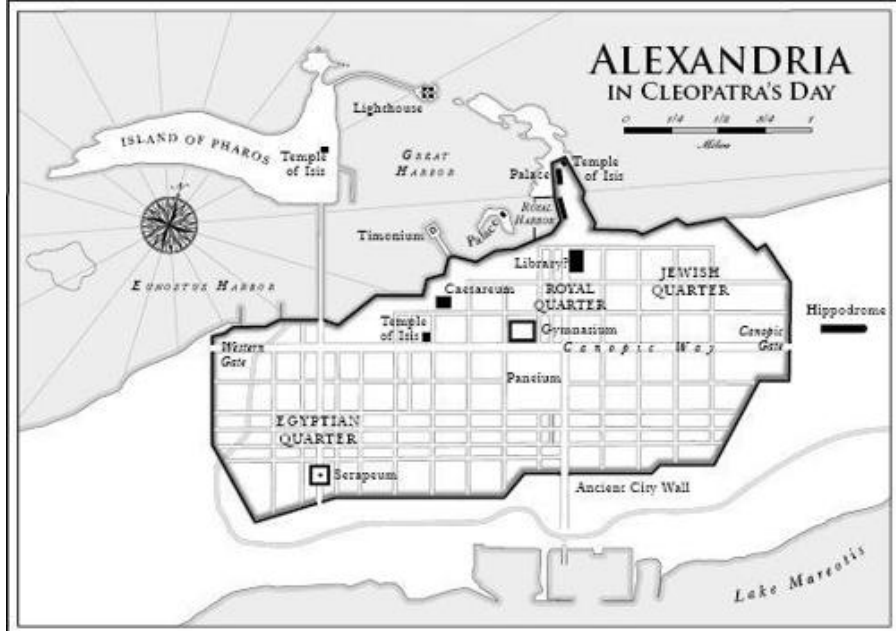 ALEXANDRIA
IN CLEOPATRA'S DAY
0 1/4 1/2 3/4 1
Miles
Lighthouse
ISLAND OF PHAROS
Temple
of Isis
GREAT
HARBOR
Palace
Temple
of Isis
ROYAL
HARBOR
N
Timonium
Palace
EUNOSTUS HARBOR
Library?
JEWISH
QUARTER
Caesareum
ROYAL
QUARTER
Hippodrome
Temple
of Isis
Gymnasium
Canopic Way
Canopic
Gate
Western
Gate
Paneium
EGYPTIAN
QUARTER
Serapeum
Ancient City Wall
Lake Mareotis